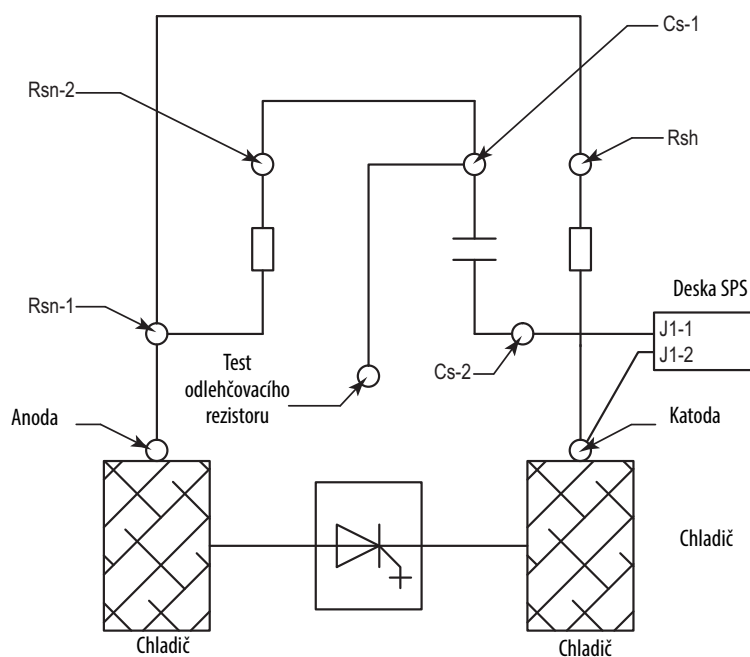 Cs-1
Rsn-2
Rsh
Deska SPS
Rsn-1
J1-1
J1-2
Test
odlehčovacího
rezistoru
Cs-2
Anoda
Katoda
Chladič
Chladič
Chladič